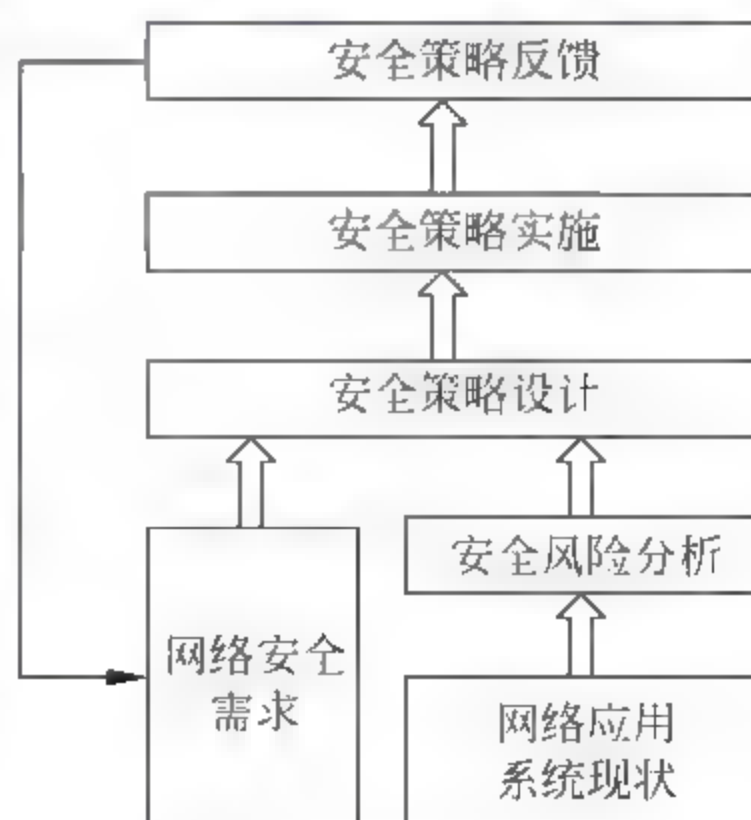 安全策略反馈
安全策略实施
安全策略设计
安全风险分析
网络安全
需求
网络应用
系统现状